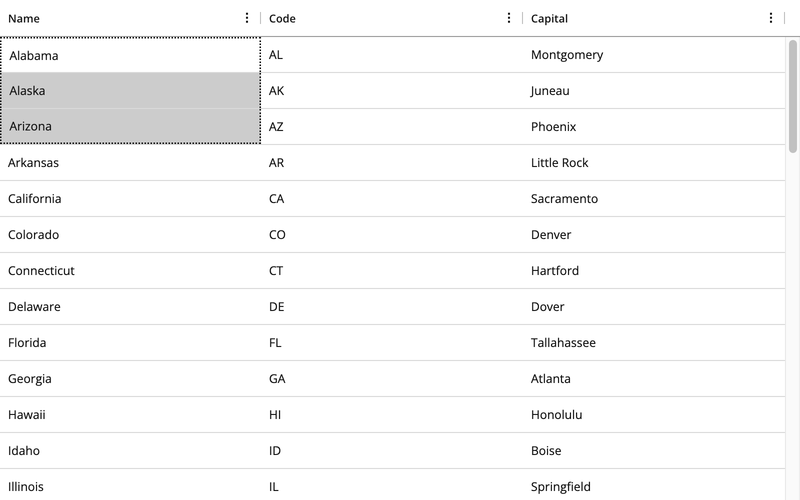 Name Code Capital
Alabama AL Montgomery
Alaska AK Juneau
Arizona AZ Phoenix
Arkansas AR Little Rock
California CA Sacramento
Colorado CO Denver
Connecticut CT Hartford
Delaware DE Dover
Florida FL Tallahassee
Georgia GA Atlanta
Hawaii HI Honolulu
Idaho ID Boise
Illinois IL Springfield